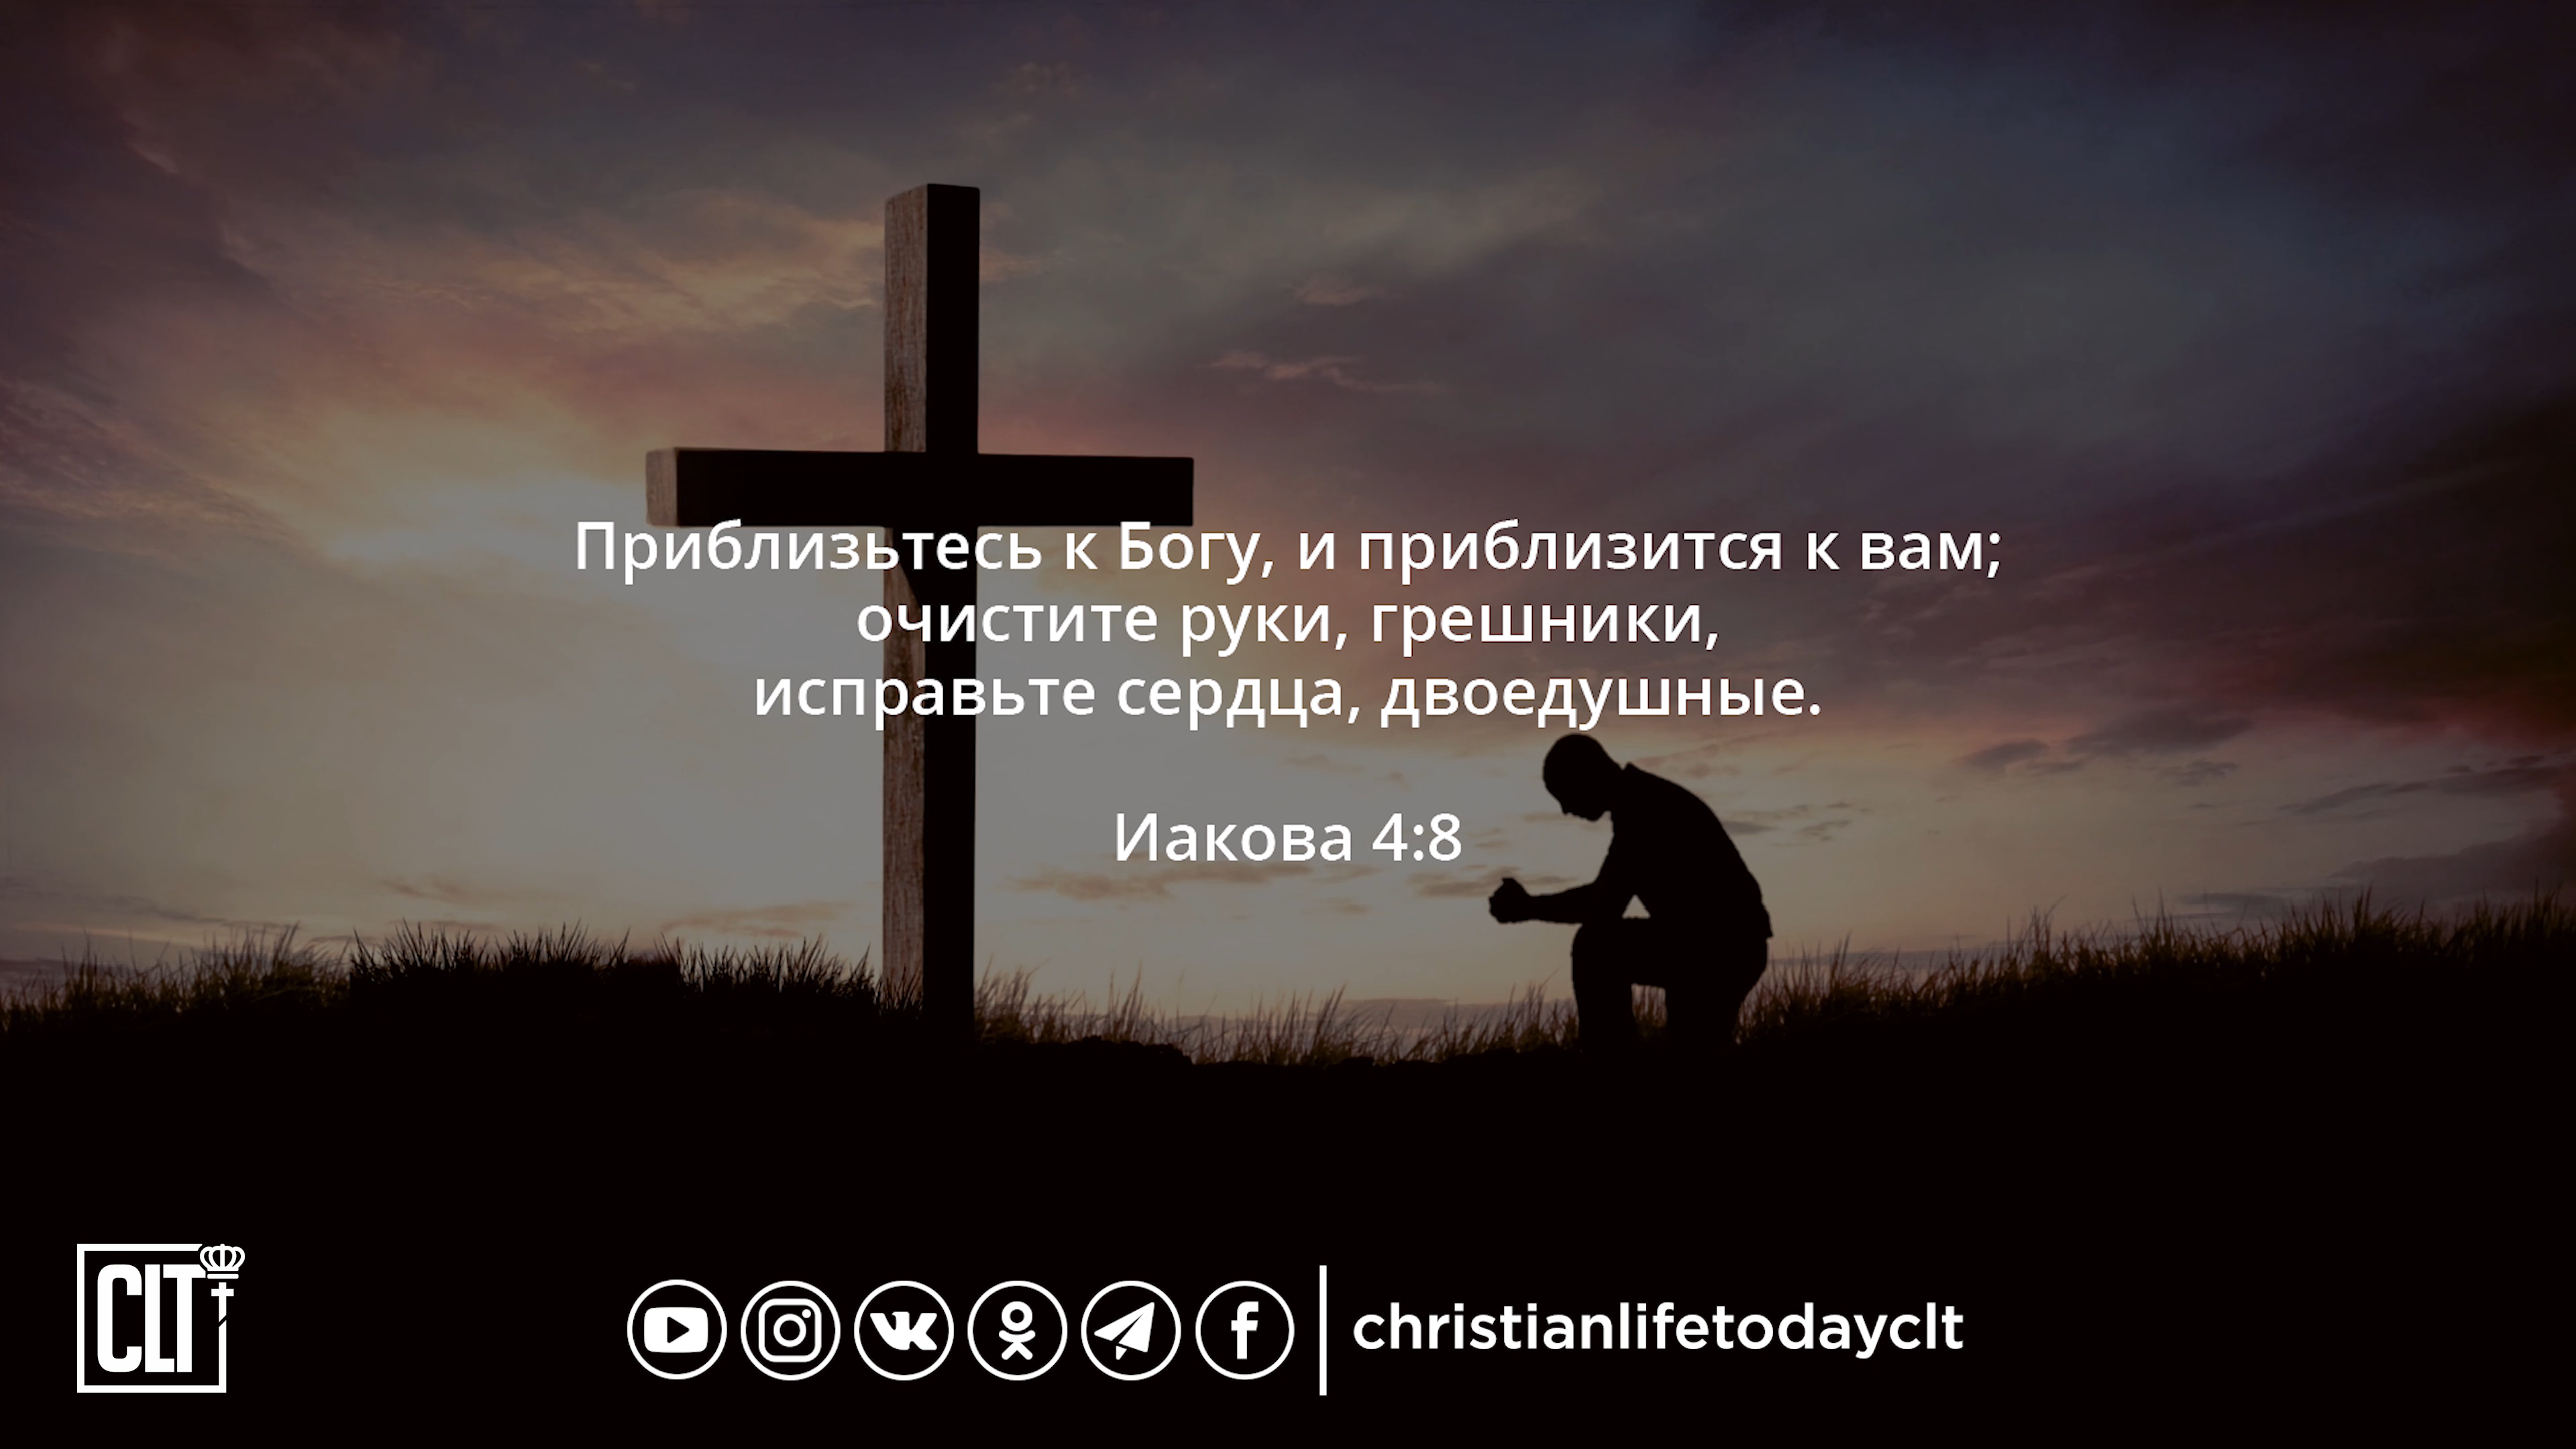 Приблизьтесь к Богу, и приблизится к вам;
очистите руки, грешники,
исправьте сердца, двоедушные.
Иакова 4:8
CLT
christianlifetodayclt